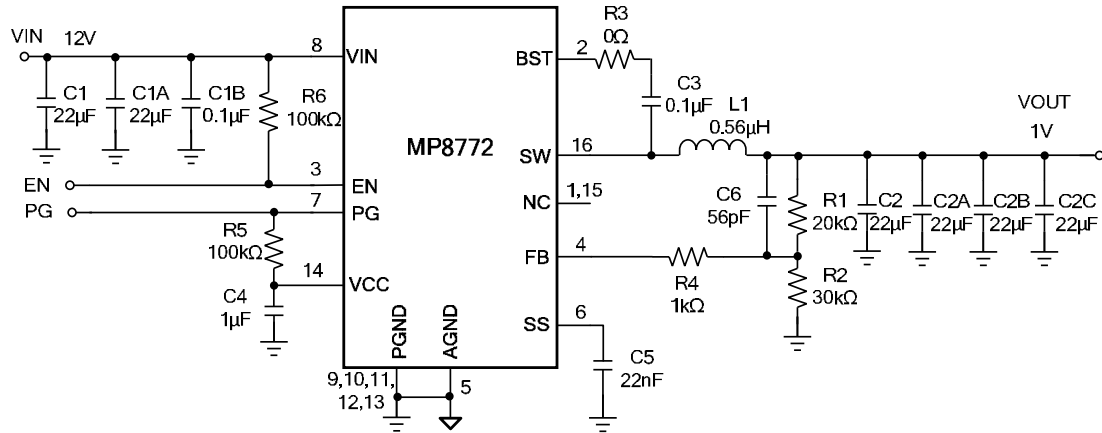 VIN 12V
C1
22µF
C1A
22µF
C1B
0.1µF
R6
100kΩ
EN
PG
R5
100kΩ
C4
1µF
8
3
7
14
VIN
EN
PG
VCC
MP8772
PGND
AGND
9,10,11,
12,13
5
BST
SW
NC
FB
SS
2
16
1,15
4
6
R3
0Ω
C3
0.1µF
L1
0.56µH
C5
22nF
R4
1kΩ
C6
56pF
R1
20kΩ
R2
30kΩ
C2
22µF
C2A
22µF
C2B
22µF
C2C
22µF
VOUT
1V